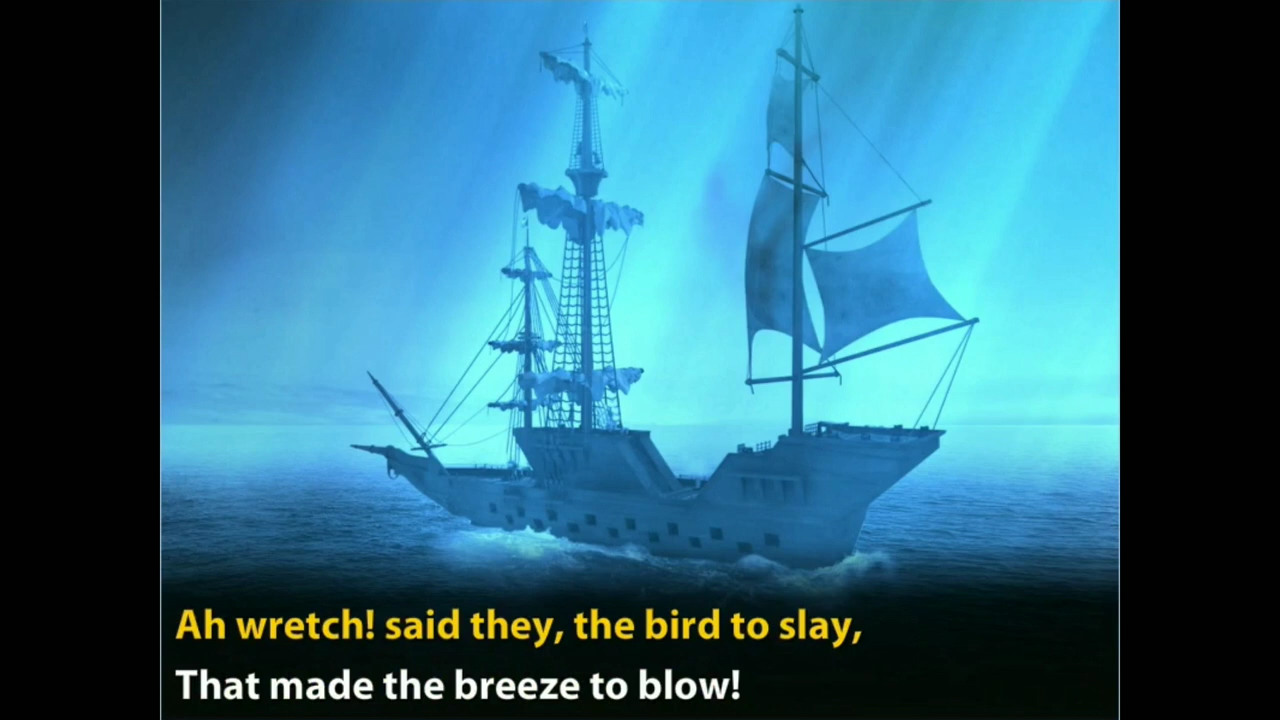 Ah wretch! said they, the bird to slay,
That made the breeze to blow!